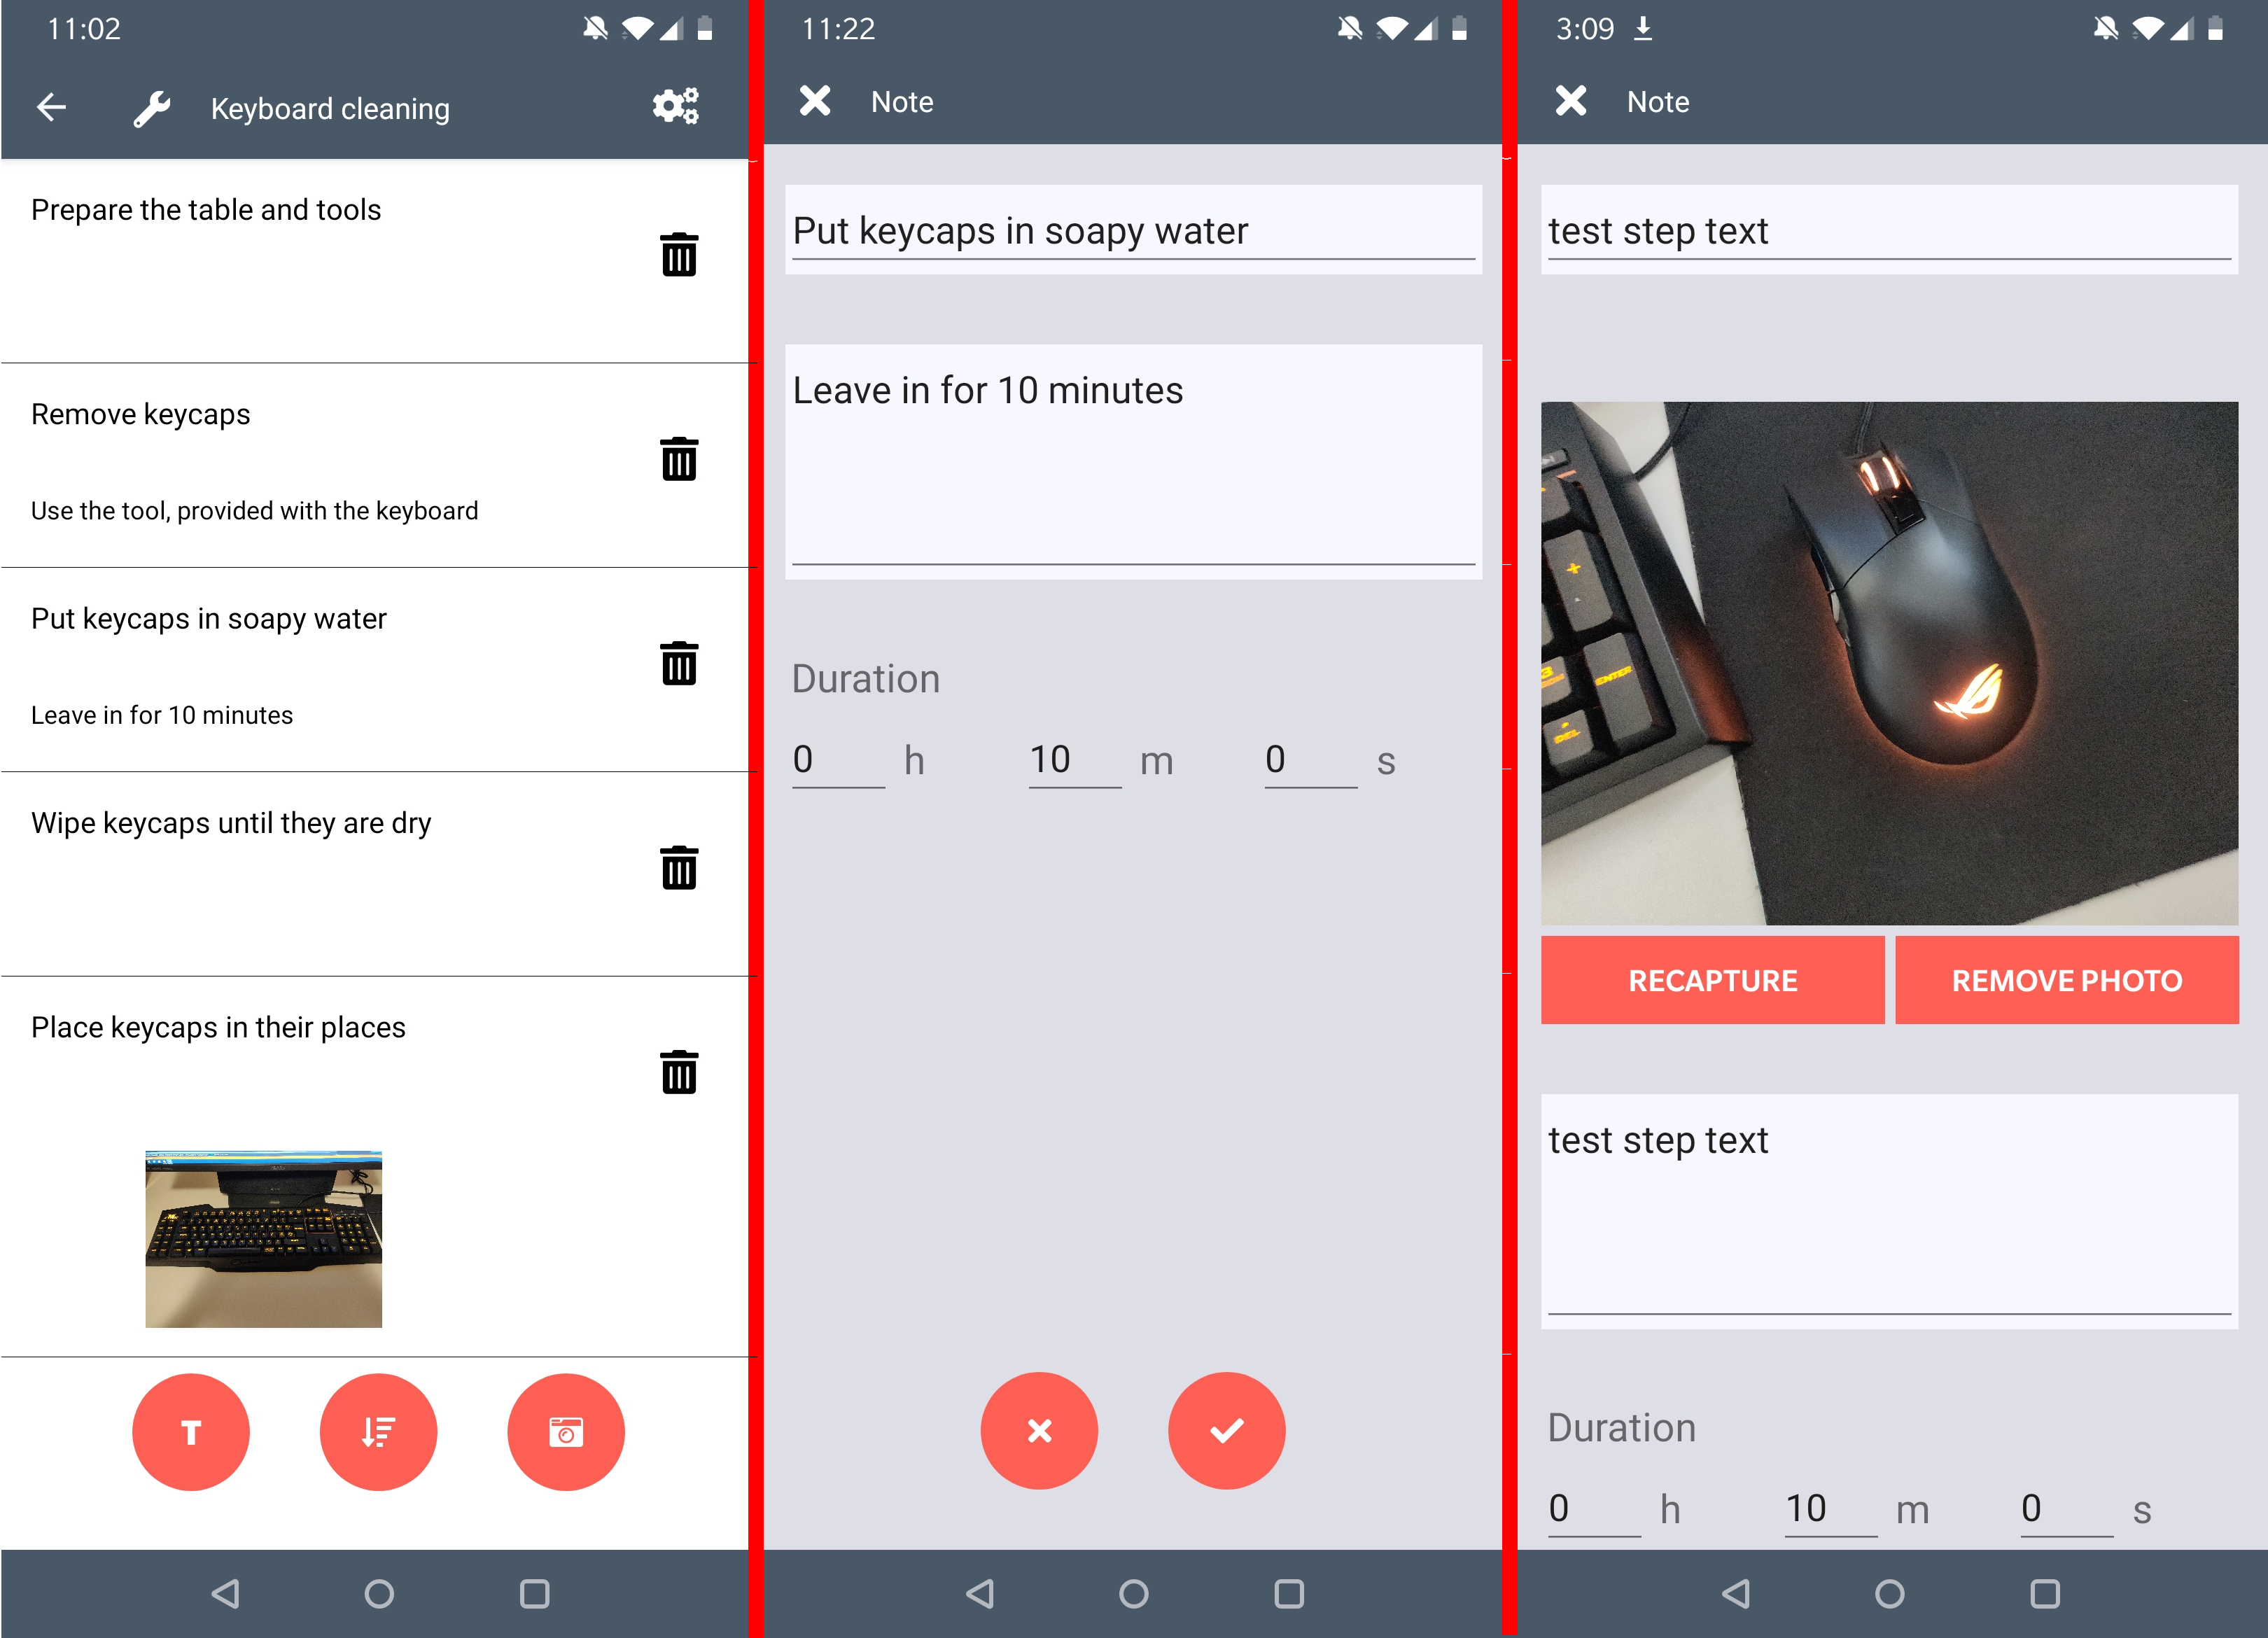 11:02
Keyboard cleaning
Prepare the table and tools
Remove keycaps
Use the tool, provided with the keyboard
Put keycaps in soapy water
Leave in for 10 minutes
Wipe keycaps until they are dry
Place keycaps in their places
T
11:22
Note
Put keycaps in soapy water
Leave in for 10 minutes
Duration
0 h 10 m 0 s
3:09
Note
test step text
+
3
ENTER
DEL
RECAPTURE
REMOVE PHOTO
test step text
Duration
0 h 10 m 0 s